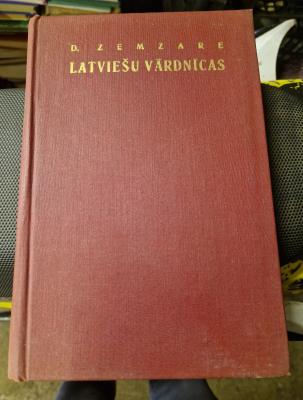 D. ZEMZARE
LATVIEŠU VĀRDNĪCAS